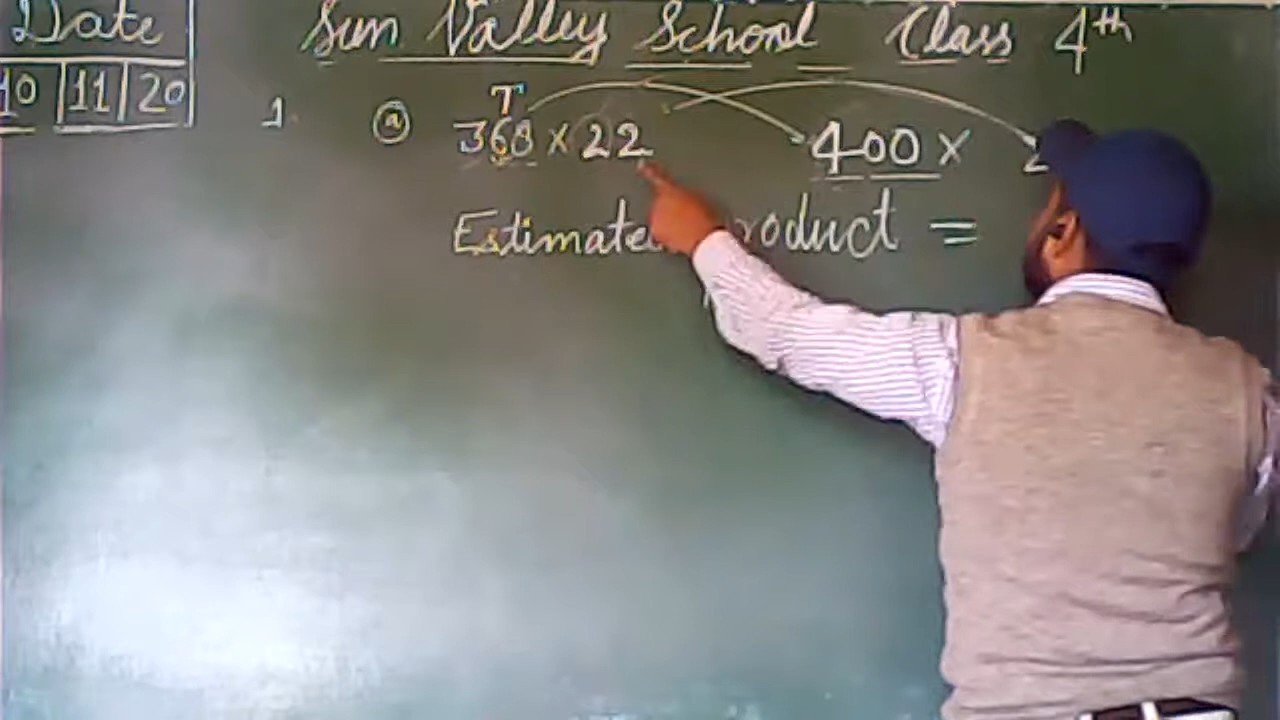 Date
Sun Valley School Class 4th
10 11 20
T
1. (a) 368 × 22 400 × 2
Estimated product =